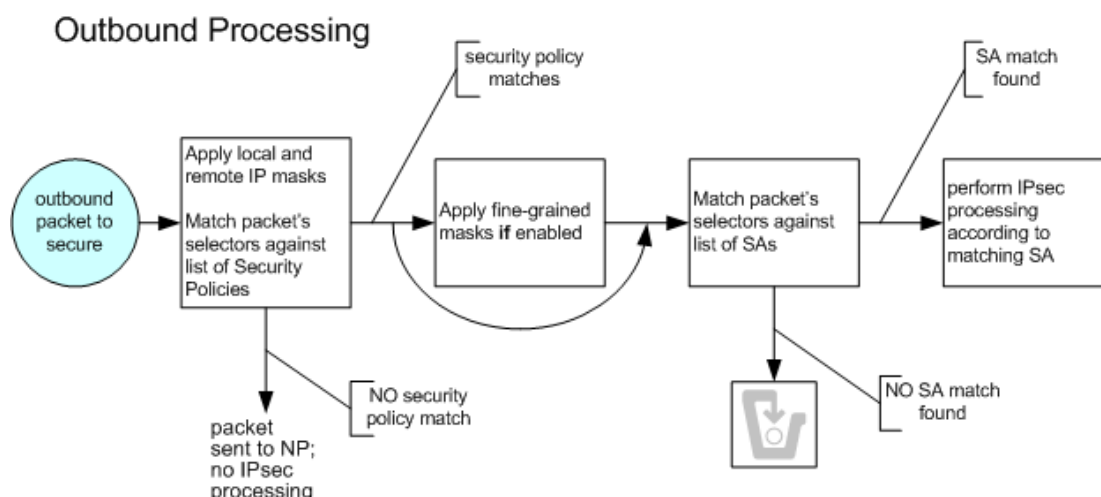 Outbound Processing
security policy
matches
SA match
found
outbound
packet to
secure
Apply local and
remote IP masks
Match packet's
selectors against
list of Security
Policies
Apply fine-grained
masks if enabled
Match packet's
selectors against
list of SAs
perform IPsec
processing
according to
matching SA
NO security
policy match
packet
sent to NP;
no IPsec
processing
NO SA match
found